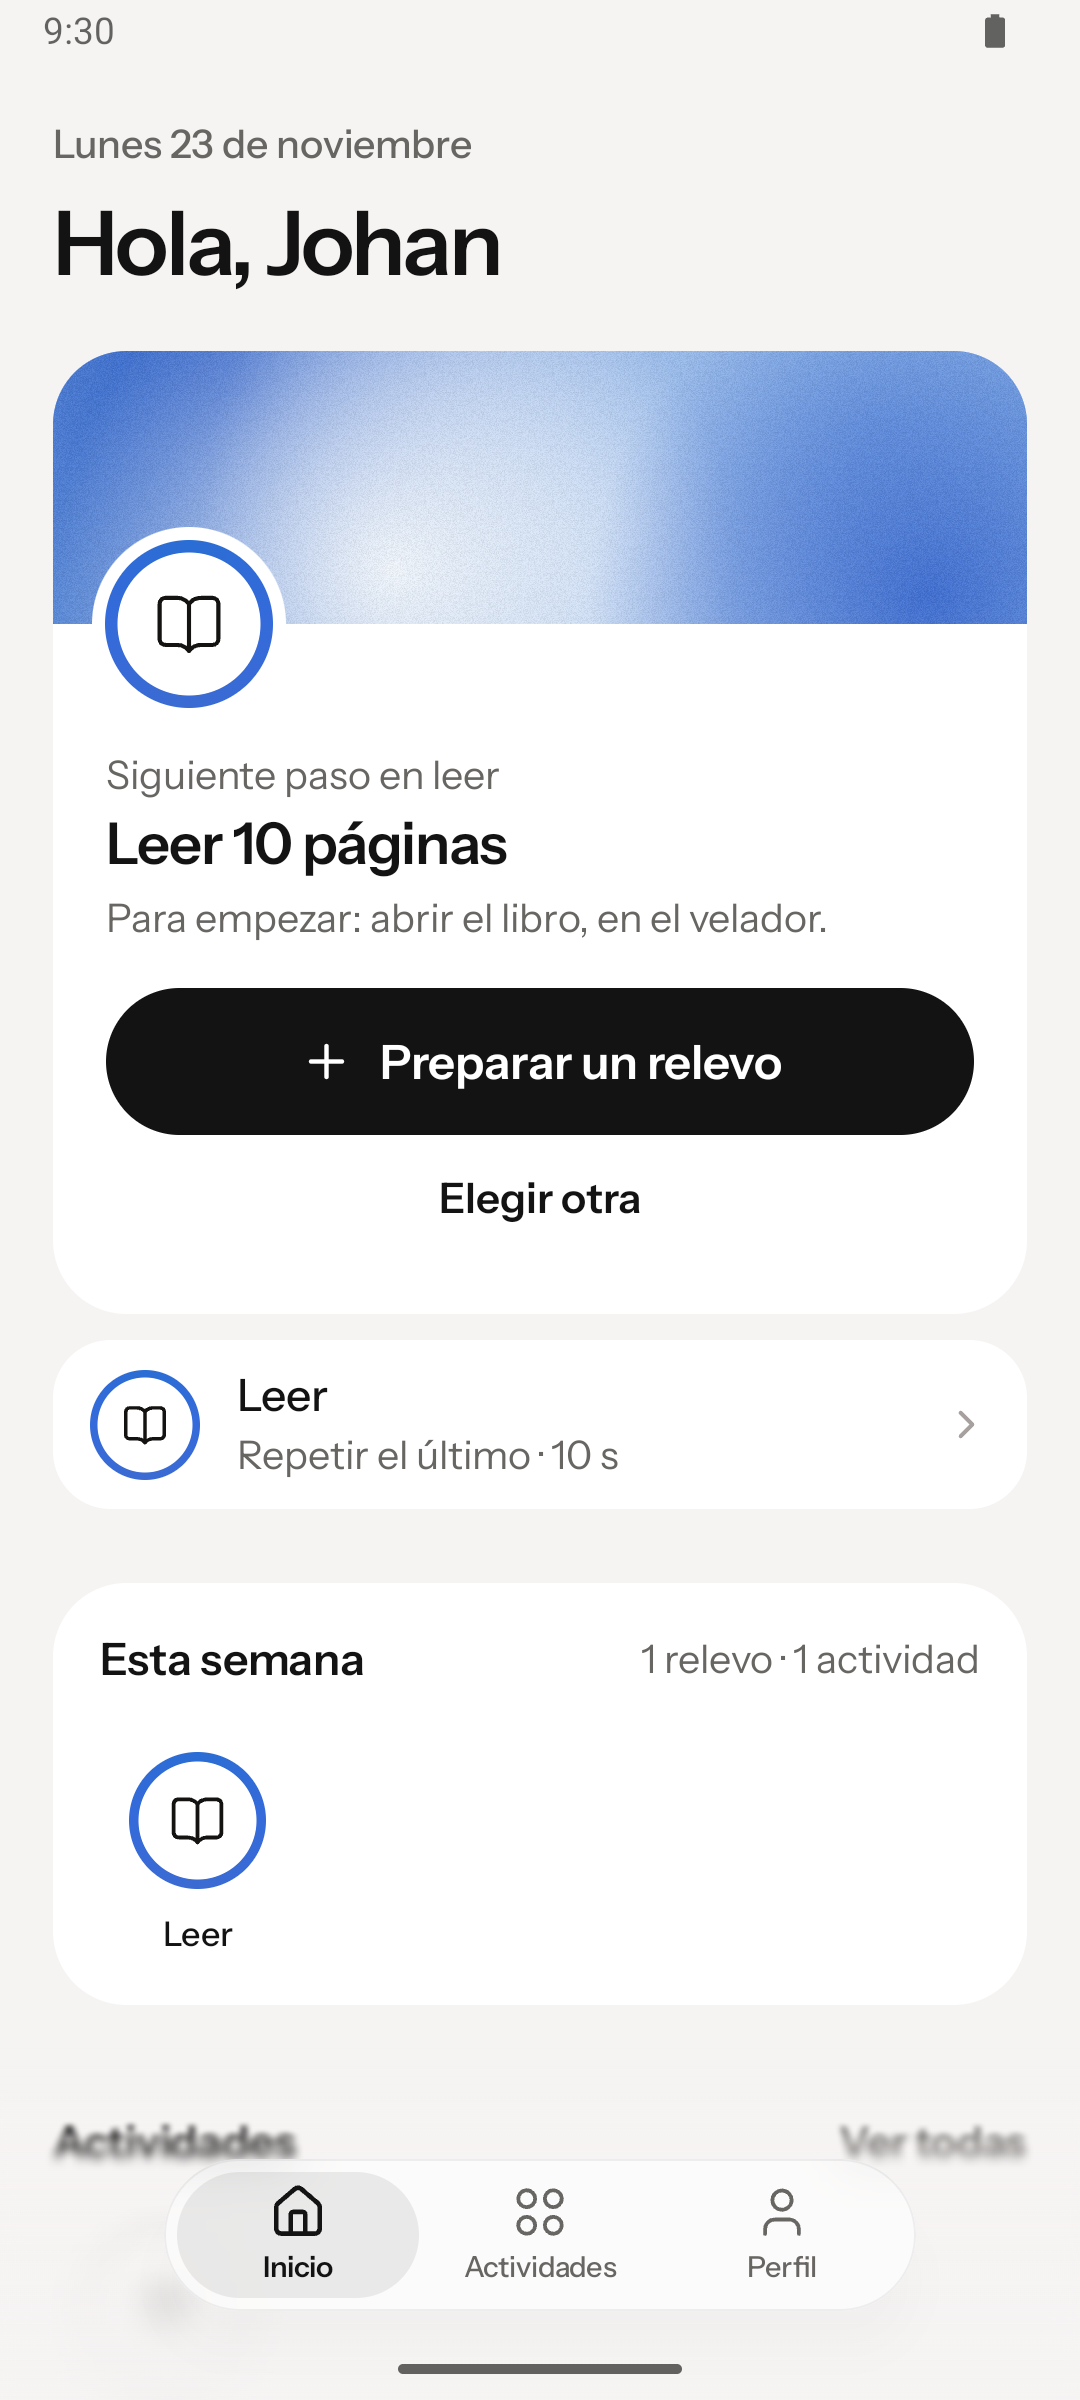 9:30
Lunes 23 de noviembre
Hola, Johan
Siguiente paso en leer
Leer 10 páginas
Para empezar: abrir el libro, en el velador.
Preparar un relevo
Elegir otra
Leer
Repetir el último · 10 s
Esta semana
1 relevo · 1 actividad
Leer
Actividades
Ver todas
Inicio
Actividades
Perfil